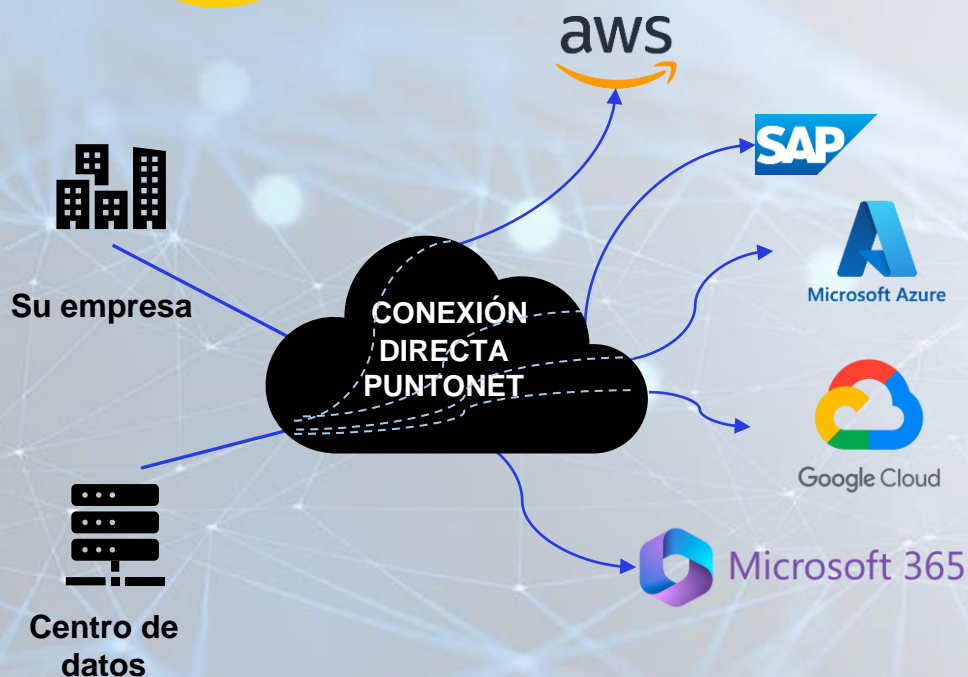 aws
SAP
Microsoft Azure
Su empresa
CONEXIÓN
DIRECTA
PUNTONET
Google Cloud
Microsoft 365
Centro de
datos